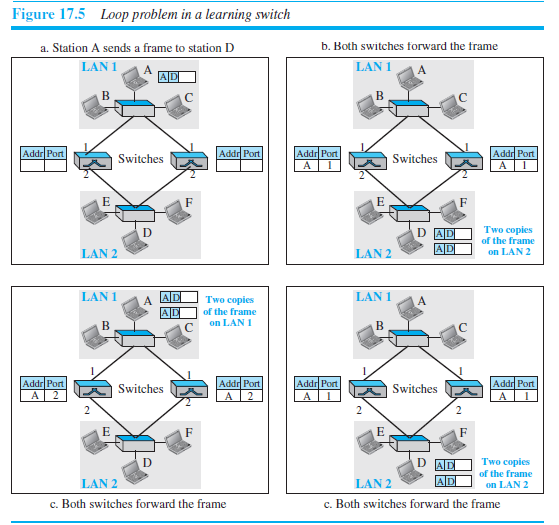 Figure 17.5 Loop problem in a learning switch
a. Station A sends a frame to station D
LAN 1
A
A D
B
C
Addr Port
1
Switches
1
Addr Port
2
2
E
F
D
LAN 2
b. Both switches forward the frame
LAN 1
A
B
C
Addr Port
A 1
1
Switches
1
Addr Port
A 1
2
2
E
F
D
A D
A D
Two copies
of the frame
on LAN 2
LAN 2
LAN 1
A
A D
A D
Two copies
of the frame
on LAN 1
B
C
Addr Port
A 2
1
Switches
1
Addr Port
A 2
2
2
E
F
D
LAN 2
c. Both switches forward the frame
LAN 1
A
B
C
Addr Port
A 1
1
Switches
1
Addr Port
A 1
2
2
E
F
D
A D
A D
Two copies
of the frame
on LAN 2
LAN 2
c. Both switches forward the frame